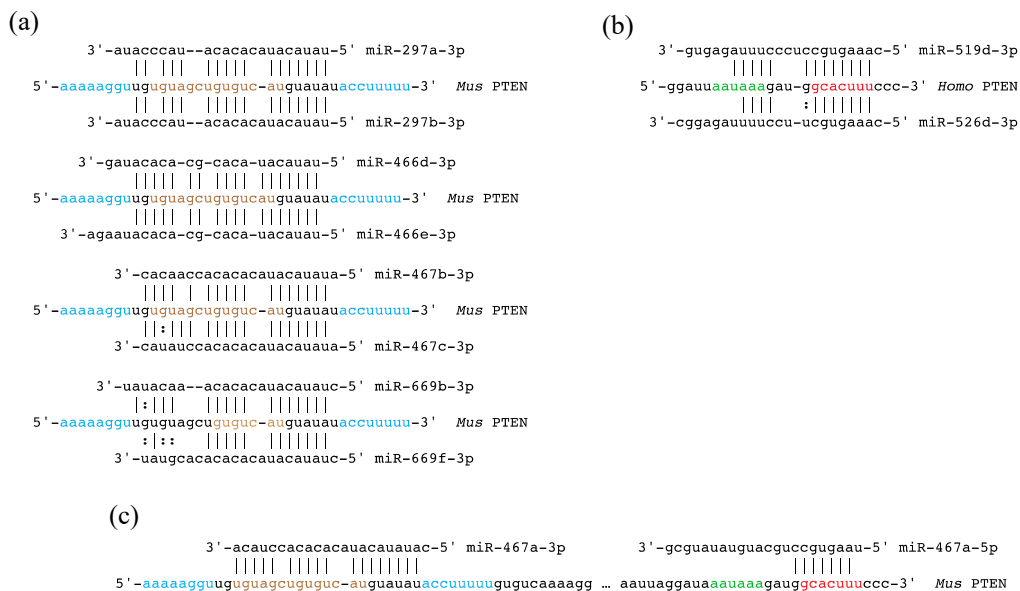 (a)
3'-auacccau--acacacauacauau-5' miR-297a-3p
5'-aaaaagguuguguagcuguguc-auguauauaccuuuuu-3' Mus PTEN
3'-auacccau--acacacauacauau-5' miR-297b-3p
3'-gauacaca-cg-caca-uacauau-5' miR-466d-3p
5'-aaaaagguuguguagcugugucauguauauaccuuuuu-3' Mus PTEN
3'-agaauacaca-cg-caca-uacauau-5' miR-466e-3p
3'-cacaaccacacacauacauaua-5' miR-467b-3p
5'-aaaaagguuguguagcuguguc-auguauauaccuuuuu-3' Mus PTEN
3'-cauauccacacacauacauaua-5' miR-467c-3p
3'-uauacaa--acacacauacauauc-5' miR-669b-3p
5'-aaaaagguuguguagcuguguc-auguauauaccuuuuu-3' Mus PTEN
3'-uaugcacacacacauacauauc-5' miR-669f-3p
(b)
3'-gugagauuucccuccgugaaac-5' miR-519d-3p
5'-ggauuaauaaagau-ggcacuuuccc-3' Homo PTEN
3'-cggagauuuuccu-ucgugaaac-5' miR-526d-3p
(c)
3'-acauccacacacauacauauac-5' miR-467a-3p 3'-gcguauauguacguccgugaau-5' miR-467a-5p
5'-aaaaagguuguguagcuguguc-auguauauaccuuuuugugucaaaagg … aauuaggauaaauaaagauggcacuuuccc-3' Mus PTEN